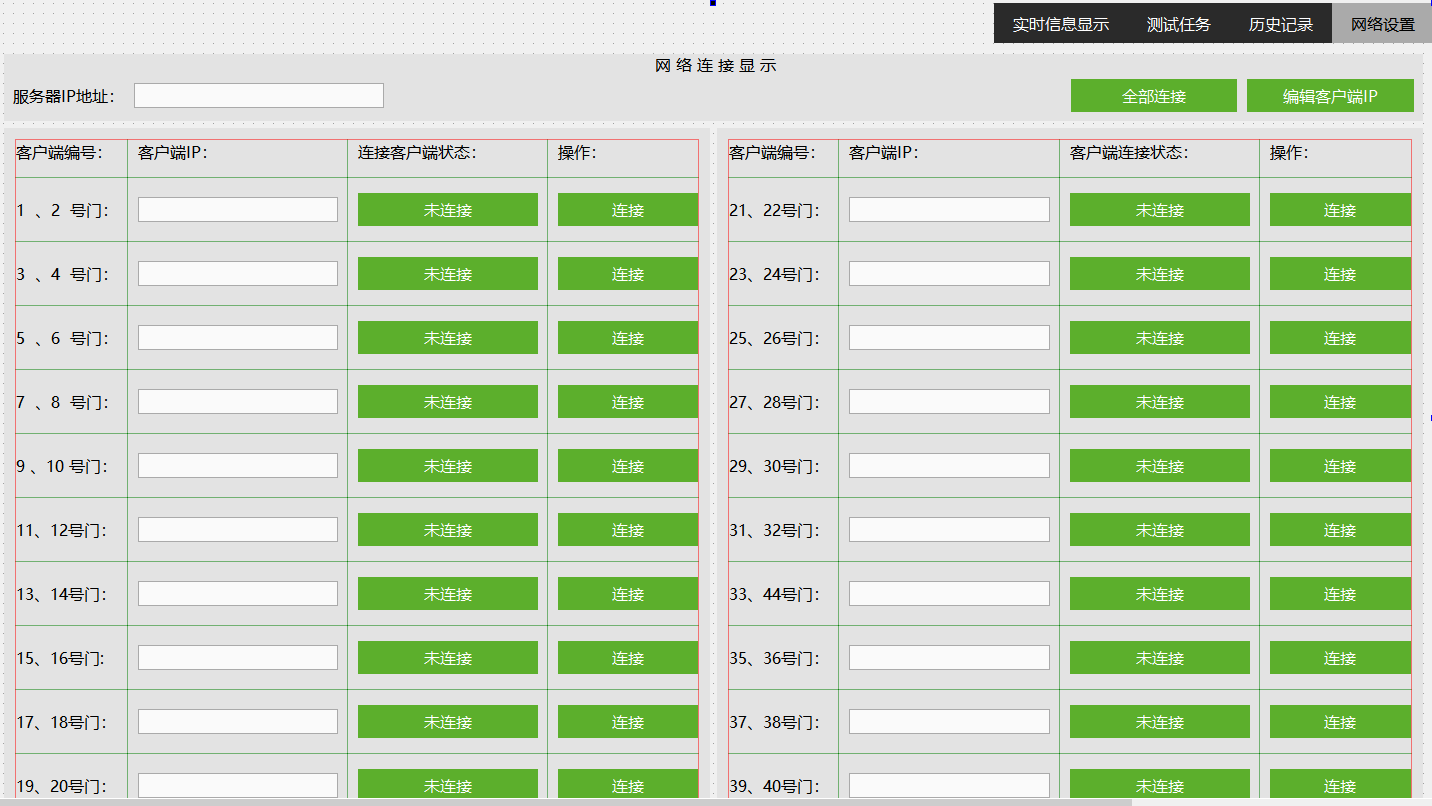 实时信息显示 测试任务 历史记录 网络设置
网 络 连 接 显 示
服务器IP地址： 全部连接 编辑客户端IP
客户端编号： 客户端IP： 连接客户端状态： 操作： 客户端编号： 客户端IP： 客户端连接状态： 操作：
1 、2 号门： 未连接 连接 21、22号门： 未连接 连接
3 、4 号门： 未连接 连接 23、24号门： 未连接 连接
5 、6 号门： 未连接 连接 25、26号门： 未连接 连接
7 、8 号门： 未连接 连接 27、28号门： 未连接 连接
9 、10 号门： 未连接 连接 29、30号门： 未连接 连接
11、12号门： 未连接 连接 31、32号门： 未连接 连接
13、14号门： 未连接 连接 33、44号门： 未连接 连接
15、16号门: 未连接 连接 35、36号门： 未连接 连接
17、18号门： 未连接 连接 37、38号门： 未连接 连接
19、20号门： 未连接 连接 39、40号门： 未连接 连接